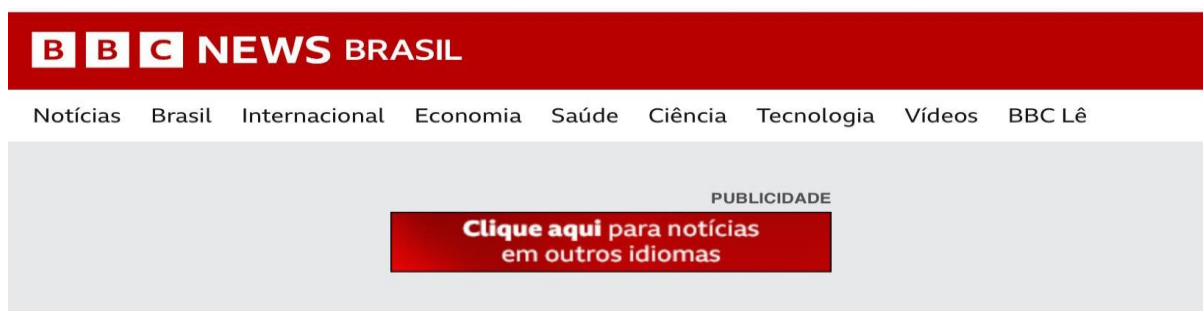 BBC NEWS BRASIL
Notícias Brasil Internacional Economia Saúde Ciência Tecnologia Vídeos BBC Lê
PUBLICIDADE
Clique aqui para notícias
em outros idiomas